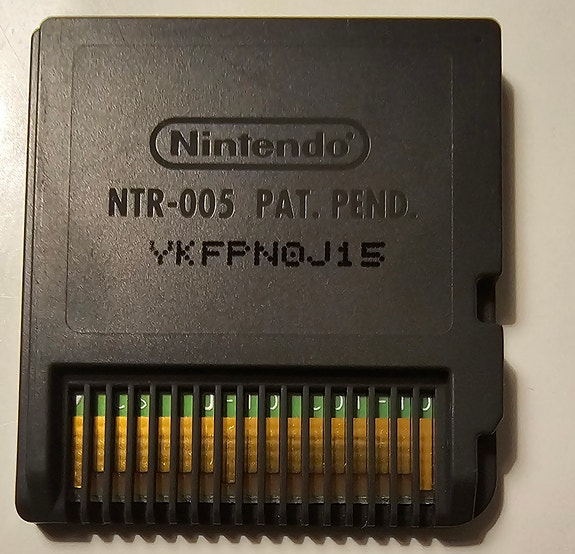 Nintendo®
NTR-005 PAT. PEND.
YKFPN0J15